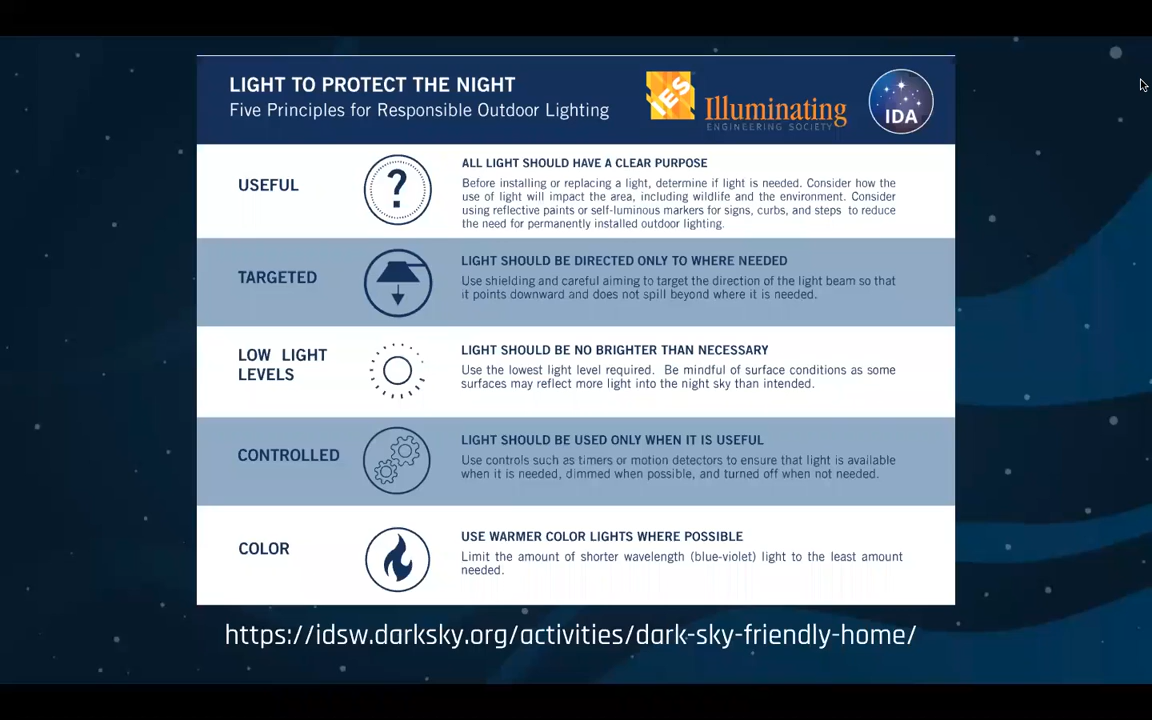 LIGHT TO PROTECT THE NIGHT
Five Principles for Responsible Outdoor Lighting
IES
Illuminating
ENGINEERING SOCIETY
IDA
USEFUL
?
ALL LIGHT SHOULD HAVE A CLEAR PURPOSE
Before installing or replacing a light, determine if light is needed. Consider how the
use of light will impact the area, including wildlife and the environment. Consider
using reflective paints or self-luminous markers for signs, curbs, and steps to reduce
the need for permanently installed outdoor lighting.
TARGETED
LIGHT SHOULD BE DIRECTED ONLY TO WHERE NEEDED
Use shielding and careful aiming to target the direction of the light beam so that
it points downward and does not spill beyond where it is needed.
LOW LIGHT
LEVELS
LIGHT SHOULD BE NO BRIGHTER THAN NECESSARY
Use the lowest light level required. Be mindful of surface conditions as some
surfaces may reflect more light into the night sky than intended.
CONTROLLED
LIGHT SHOULD BE USED ONLY WHEN IT IS USEFUL
Use controls such as timers or motion detectors to ensure that light is available
when it is needed, dimmed when possible, and turned off when not needed.
COLOR
USE WARMER COLOR LIGHTS WHERE POSSIBLE
Limit the amount of shorter wavelength (blue-violet) light to the least amount
needed.
https://idsw.darksky.org/activities/dark-sky-friendly-home/